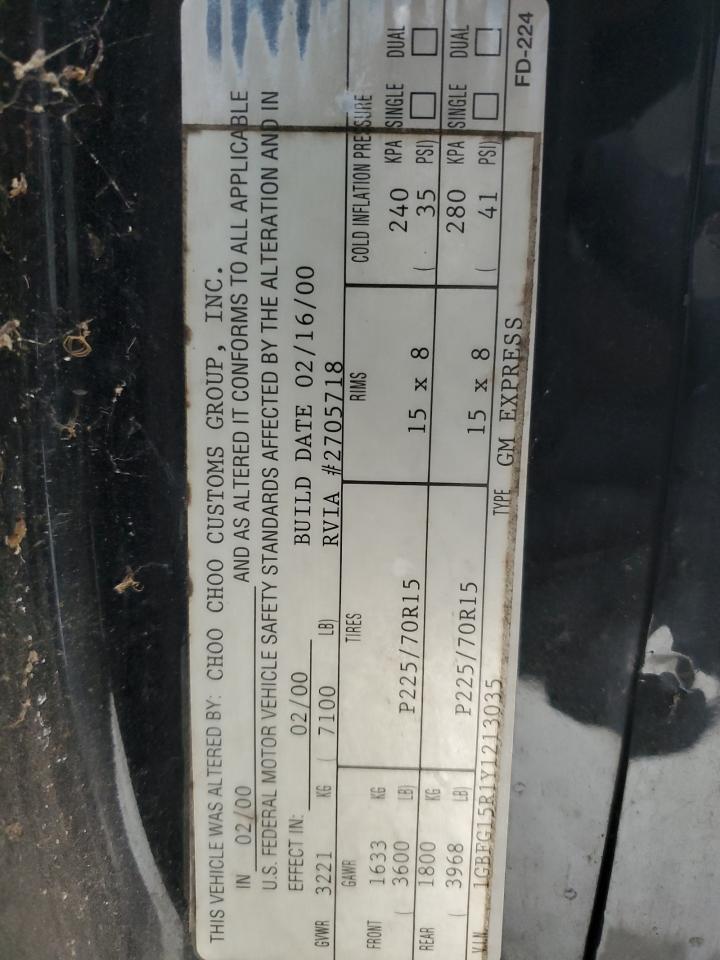 THIS VEHICLE WAS ALTERED BY: CHOO CHOO CUSTOMS GROUP, INC.
IN 02/00 AND AS ALTERED IT CONFORMS TO ALL APPLICABLE
U.S. FEDERAL MOTOR VEHICLE SAFETY STANDARDS AFFECTED BY THE ALTERATION AND IN
EFFECT IN: 02/00 BUILD DATE 02/16/00
GVWR 3221 KG ( 7100 LB) RVIA #2705718
GAWR TIRES RIMS COLD INFLATION PRESSURE
FRONT 1633 KG 240 KPA SINGLE DUAL
( 3600 LB) P225/70R15 15 x 8 ( 35 PSI)
REAR 1800 KG 280 KPA SINGLE DUAL
( 3968 LB) P225/70R15 15 x 8 ( 41 PSI)
V.I.N. 1GBFG15R1Y1213035 TYPE GM EXPRESS
FD-224